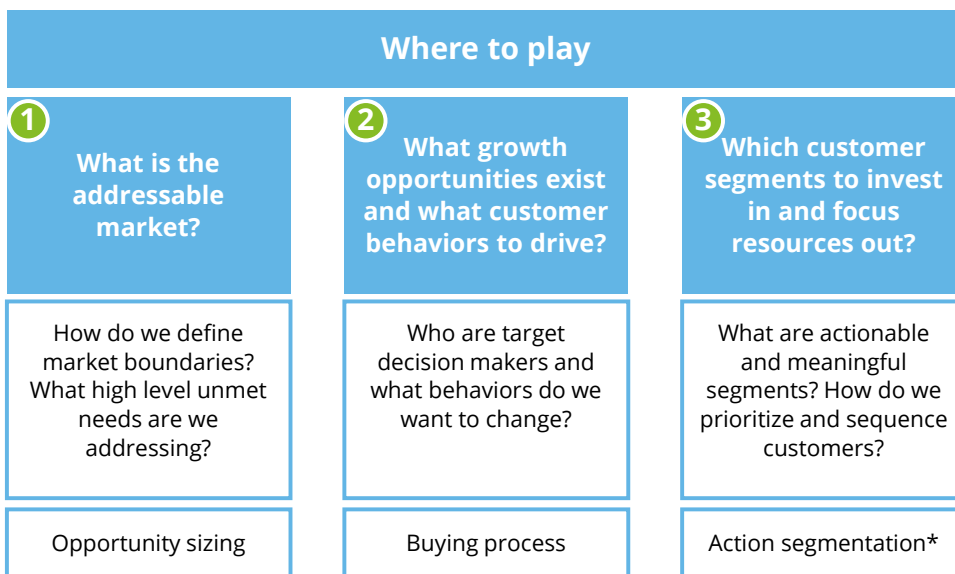 Where to play
1
What is the
addressable
market?
2
What growth
opportunities exist
and what customer
behaviors to drive?
3
Which customer
segments to invest
in and focus
resources out?
How do we define
market boundaries?
What high level unmet
needs are we
addressing?
Who are target
decision makers and
what behaviors do we
want to change?
What are actionable
and meaningful
segments? How do we
prioritize and sequence
customers?
Opportunity sizing
Buying process
Action segmentation*